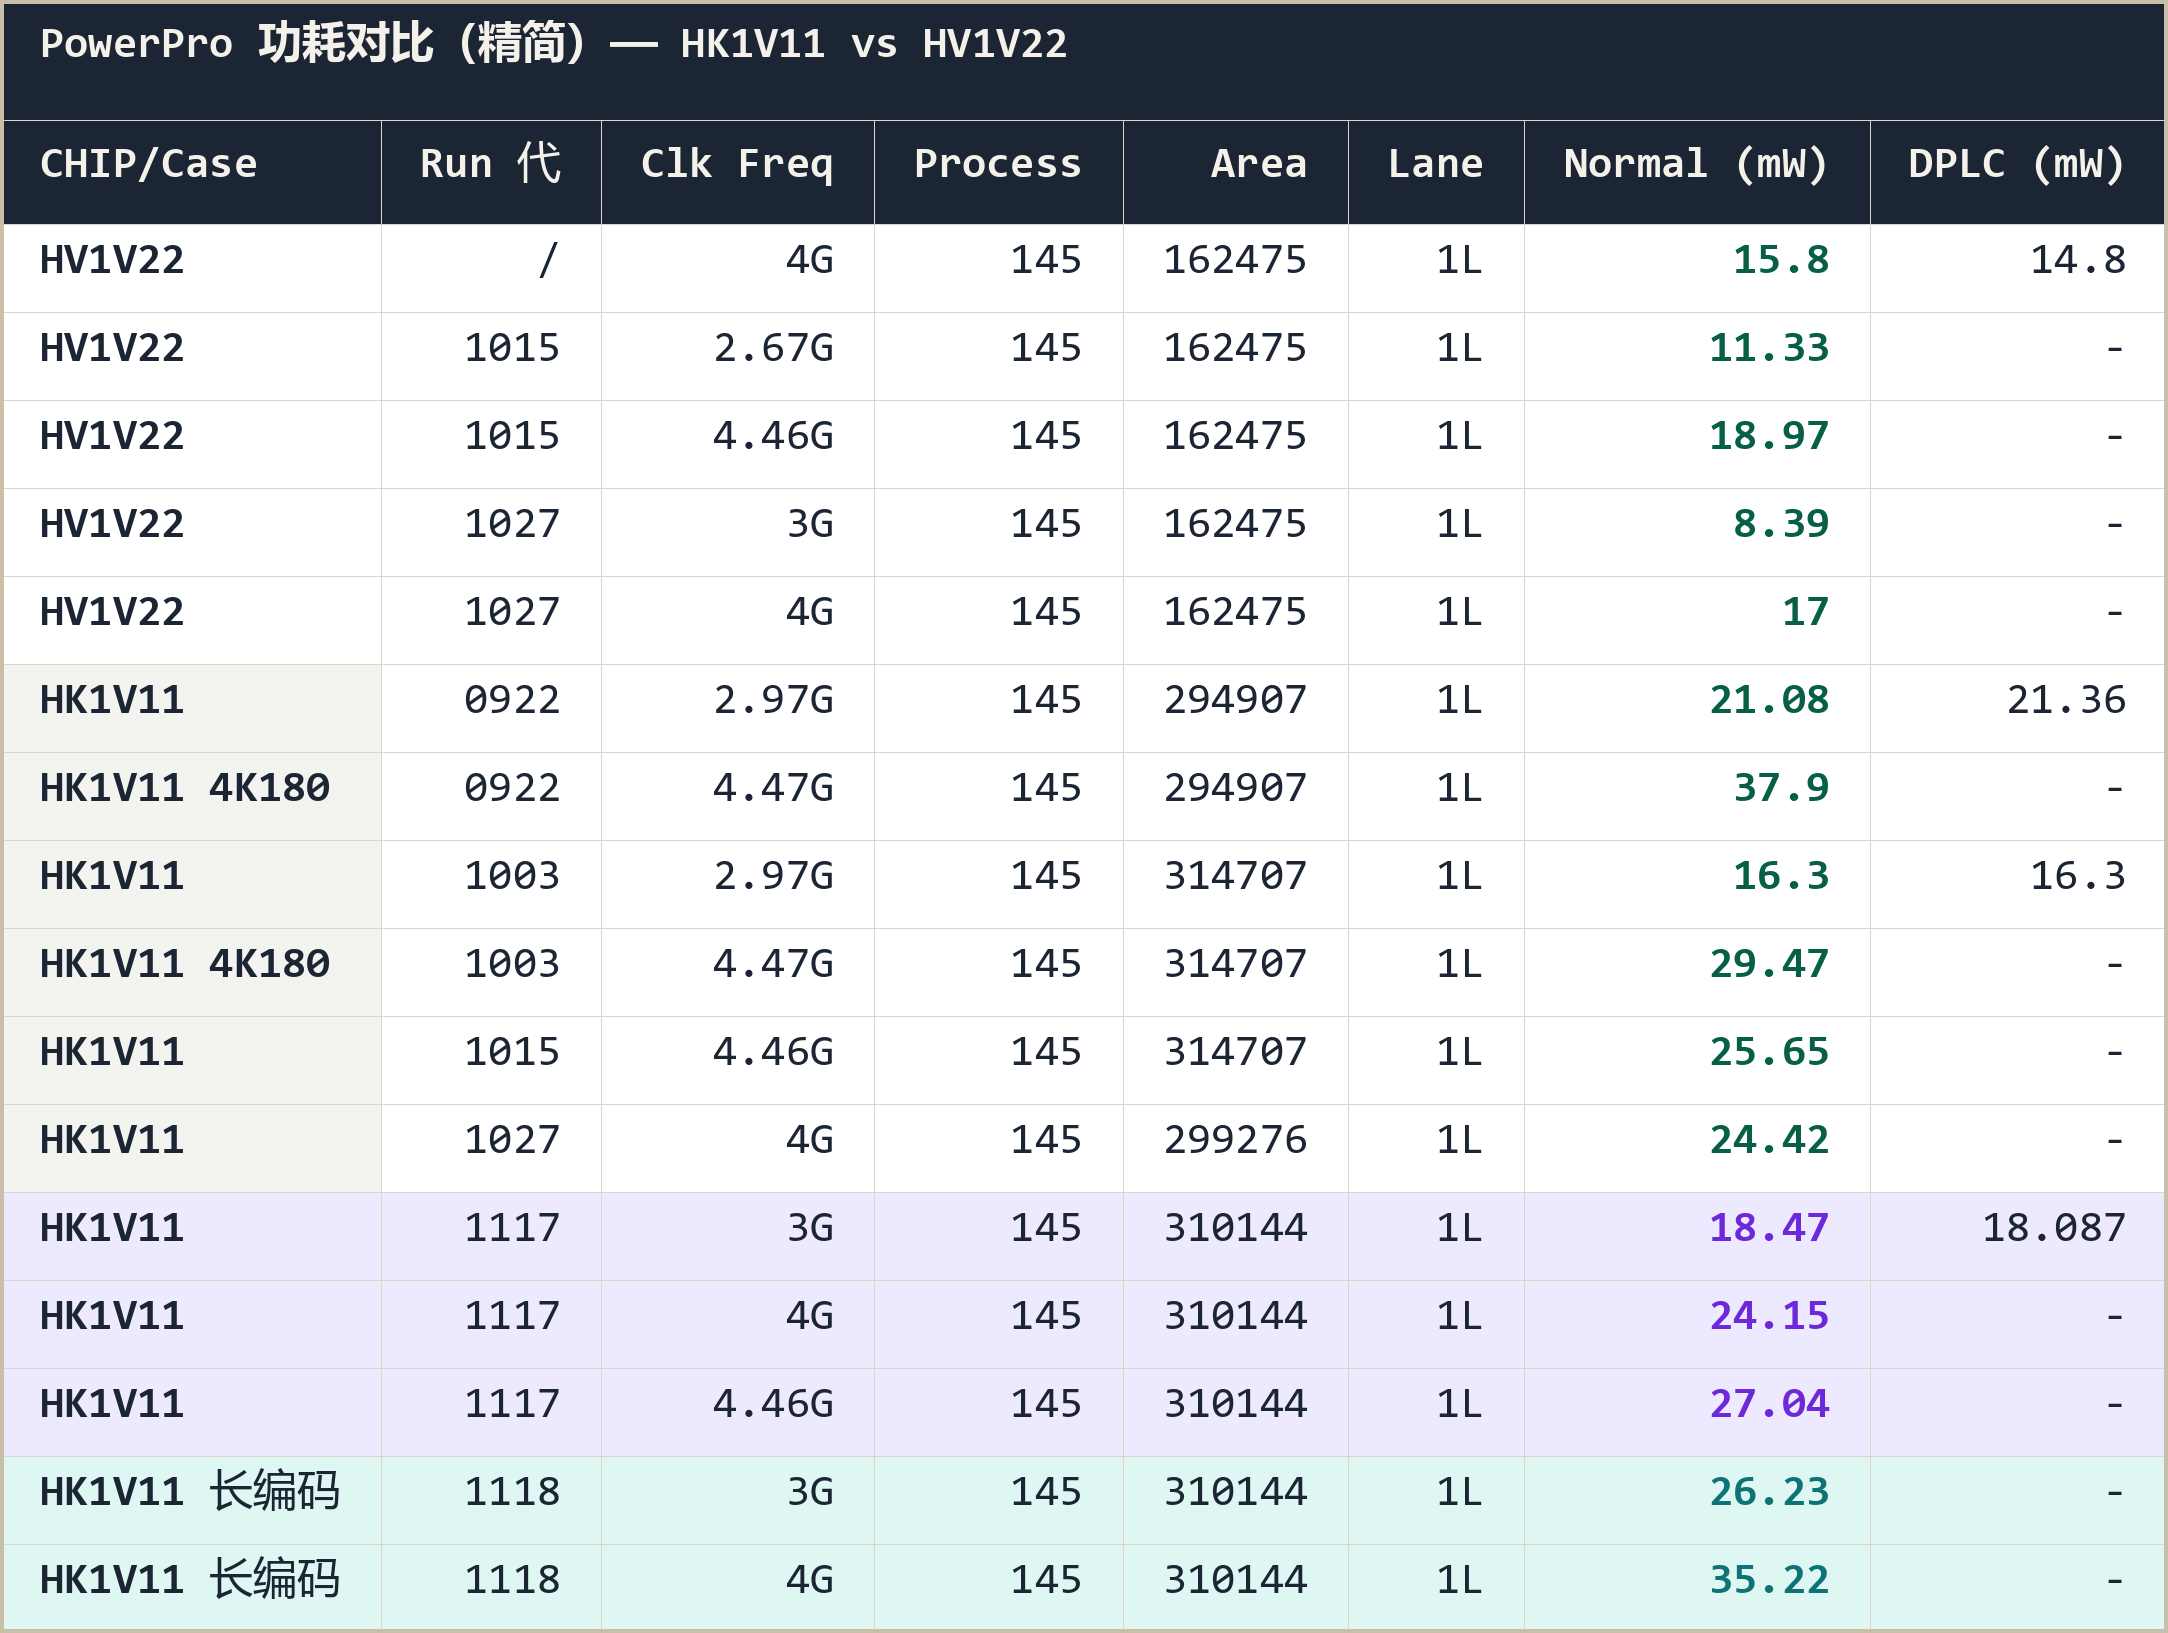 PowerPro 功耗对比 (精简) —— HK1V11 vs HV1V22
CHIP/Case Run 代 Clk Freq Process Area Lane Normal (mW) DPLC (mW)
HV1V22 / 4G 145 162475 1L 15.8 14.8
HV1V22 1015 2.67G 145 162475 1L 11.33 -
HV1V22 1015 4.46G 145 162475 1L 18.97 -
HV1V22 1027 3G 145 162475 1L 8.39 -
HV1V22 1027 4G 145 162475 1L 17 -
HK1V11 0922 2.97G 145 294907 1L 21.08 21.36
HK1V11 4K180 0922 4.47G 145 294907 1L 37.9 -
HK1V11 1003 2.97G 145 314707 1L 16.3 16.3
HK1V11 4K180 1003 4.47G 145 314707 1L 29.47 -
HK1V11 1015 4.46G 145 314707 1L 25.65 -
HK1V11 1027 4G 145 299276 1L 24.42 -
HK1V11 1117 3G 145 310144 1L 18.47 18.087
HK1V11 1117 4G 145 310144 1L 24.15 -
HK1V11 1117 4.46G 145 310144 1L 27.04 -
HK1V11 长编码 1118 3G 145 310144 1L 26.23 -
HK1V11 长编码 1118 4G 145 310144 1L 35.22 -